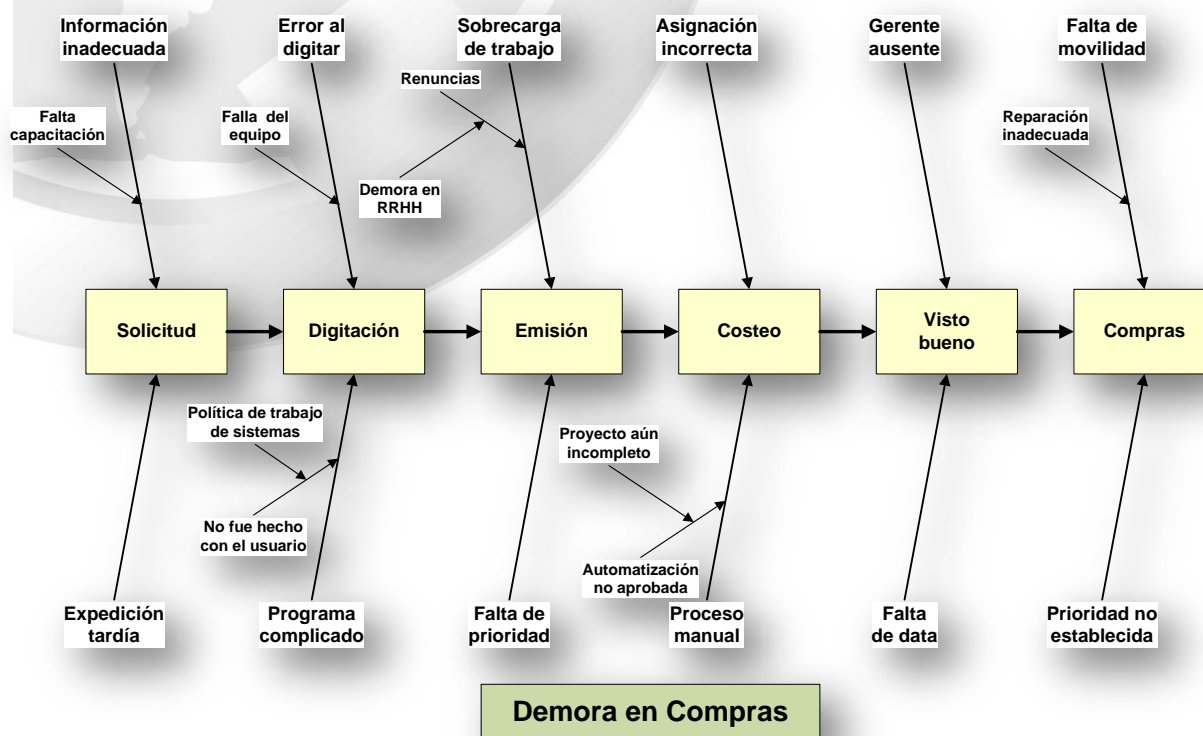 Información
inadecuada
Error al
digitar
Sobrecarga
de trabajo
Asignación
incorrecta
Gerente
ausente
Falta de
movilidad
Falta
capacitación
Falla del
equipo
Renuncias
Demora en
RRHH
Reparación
inadecuada
Solicitud
Digitación
Emisión
Costeo
Visto
bueno
Compras
Política de trabajo
de sistemas
No fue hecho
con el usuario
Proyecto aún
incompleto
Automatización
no aprobada
Expedición
tardía
Programa
complicado
Falta de
prioridad
Proceso
manual
Falta
de data
Prioridad no
establecida
Demora en Compras